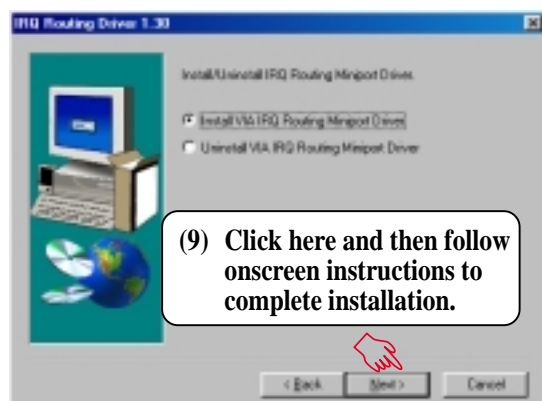 IRQ Routing Driver 1.30
Install/Uninstall IRQ Routing Miniport Driver.
Install VIA IRQ Routing Miniport Driver
Uninstall VIA IRQ Routing Miniport Driver
(9) Click here and then follow
onscreen instructions to
complete installation.
< Back Next > Cancel